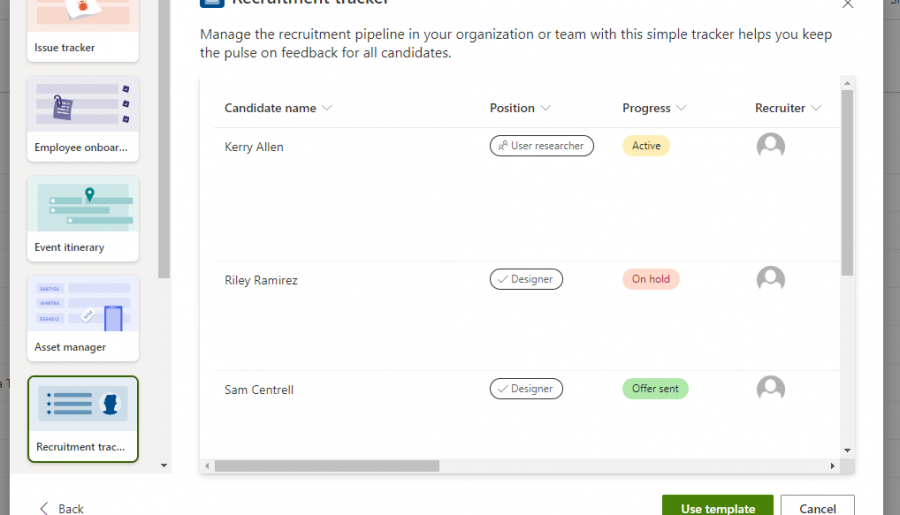 Recruitment tracker
Manage the recruitment pipeline in your organization or team with this simple tracker helps you keep
the pulse on feedback for all candidates.
Issue tracker
Employee onboar...
Event itinerary
Asset manager
Recruitment trac...
Candidate name Position Progress Recruiter
Kerry Allen User researcher Active
Riley Ramirez Designer On hold
Sam Centrell Designer Offer sent
Back Use template Cancel